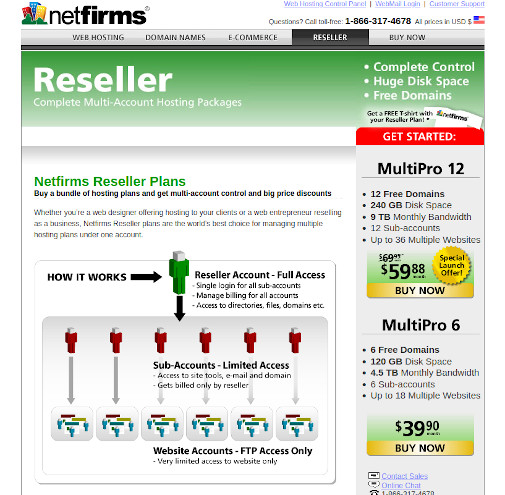 netfirms®
Web Hosting Control Panel | WebMail Login | Customer Support
Questions? Call toll-free: 1-866-317-4678 All prices in USD $
WEB HOSTING DOMAIN NAMES E-COMMERCE RESELLER BUY NOW
Reseller
Complete Multi-Account Hosting Packages
• Complete Control
• Huge Disk Space
• Free Domains
Get a FREE T-shirt with
your Reseller Plan! *
netfirms
GET STARTED:
Netfirms Reseller Plans
Buy a bundle of hosting plans and get multi-account control and big price discounts
Whether you're a web designer offering hosting to your clients or a web entrepreneur reselling
as a business, Netfirms Reseller plans are the world's best choice for managing multiple
hosting plans under one account.
HOW IT WORKS
Reseller Account - Full Access
- Single login for all sub-accounts
- Manage billing for all accounts
- Access to directories, files, domains etc.
Sub-Accounts - Limited Access
- Access to site tools, e-mail and domain
- Gets billed only by reseller
Website Accounts - FTP Access Only
- Very limited access to website only
MultiPro 12
• 12 Free Domains
• 240 GB Disk Space
• 9 TB Monthly Bandwidth
• 12 Sub-accounts
• Up to 36 Multiple Websites
$59.88 month
Special
Launch
Offer!
BUY NOW
MultiPro 6
• 6 Free Domains
• 120 GB Disk Space
• 4.5 TB Monthly Bandwidth
• 6 Sub-accounts
• Up to 18 Multiple Websites
$39.90 month
BUY NOW
Contact Sales
Online Chat
1-866-317-4678